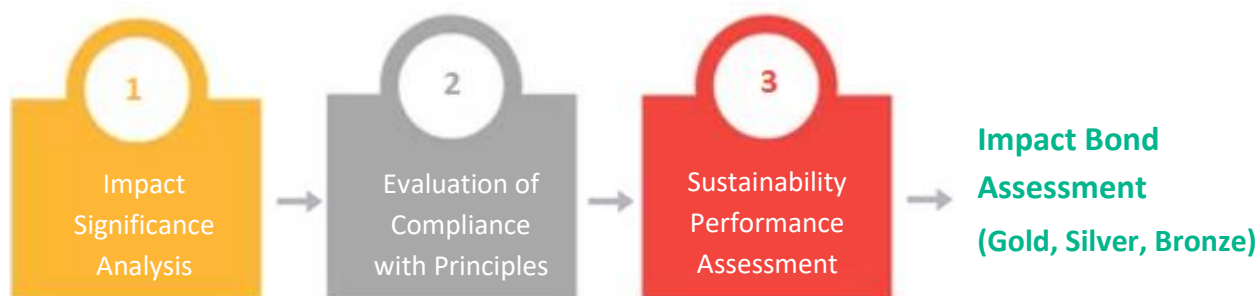 1
Impact
Significance
Analysis
2
Evaluation of
Compliance
with Principles
3
Sustainability
Performance
Assessment
Impact Bond
Assessment
(Gold, Silver, Bronze)